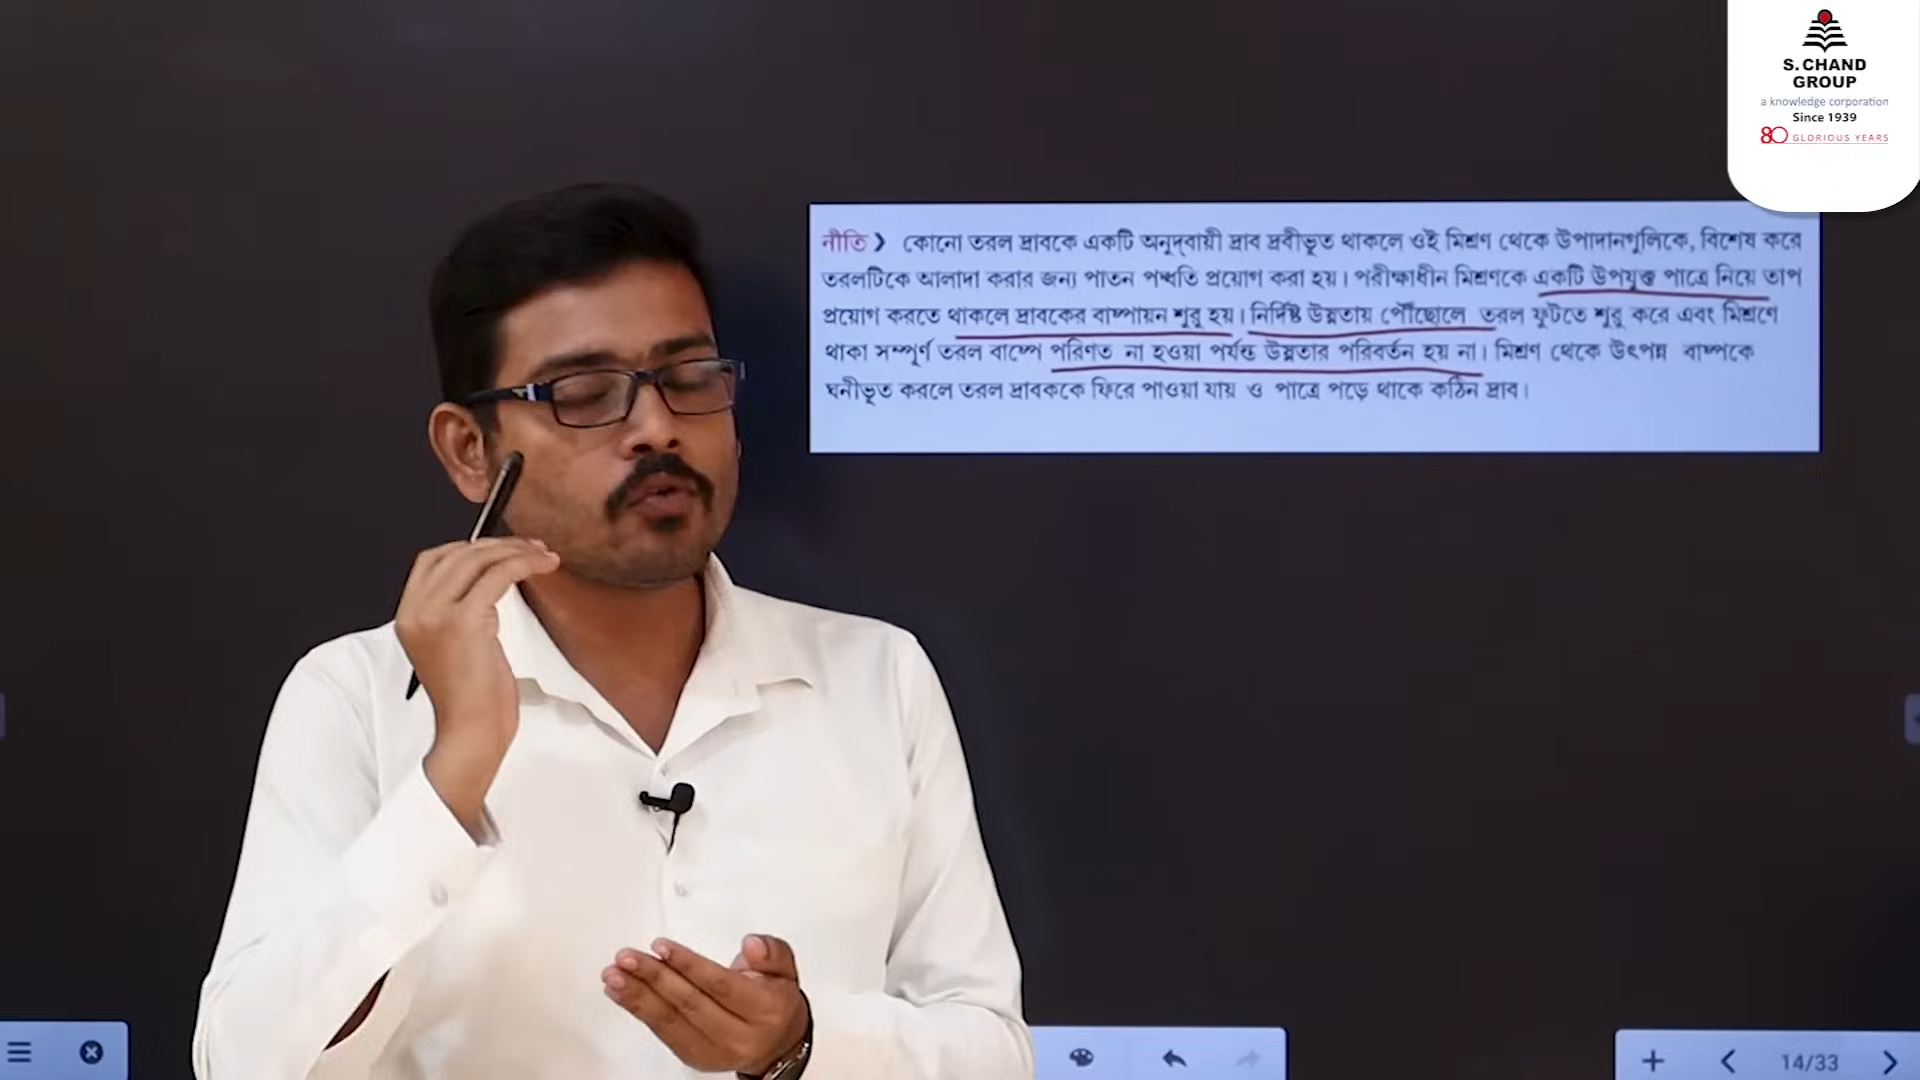 S. CHAND
GROUP
a knowledge corporation
Since 1939
80 GLORIOUS YEARS
নীতি ❯ কোনো তরল দ্রাবকে একটি অনুদ্‌বায়ী দ্রাব দ্রবীভূত থাকলে ওই মিশ্রণ থেকে উপাদানগুলিকে, বিশেষ করে
তরলটিকে আলাদা করার জন্য পাতন পদ্ধতি প্রয়োগ করা হয়। পরীক্ষাধীন মিশ্রণকে একটি উপযুক্ত পাত্রে নিয়ে তাপ
প্রয়োগ করতে থাকলে দ্রাবকের বাষ্পায়ন শুরু হয়। নির্দিষ্ট উষ্ণতায় পৌঁছোলে তরল ফুটতে শুরু করে এবং মিশ্রণে
থাকা সম্পূর্ণ তরল বাষ্পে পরিণত না হওয়া পর্যন্ত উষ্ণতার পরিবর্তন হয় না। মিশ্রণ থেকে উৎপন্ন বাষ্পকে
ঘনীভূত করলে তরল দ্রাবককে ফিরে পাওয়া যায় ও পাত্রে পড়ে থাকে কঠিন দ্রাব।
14/33